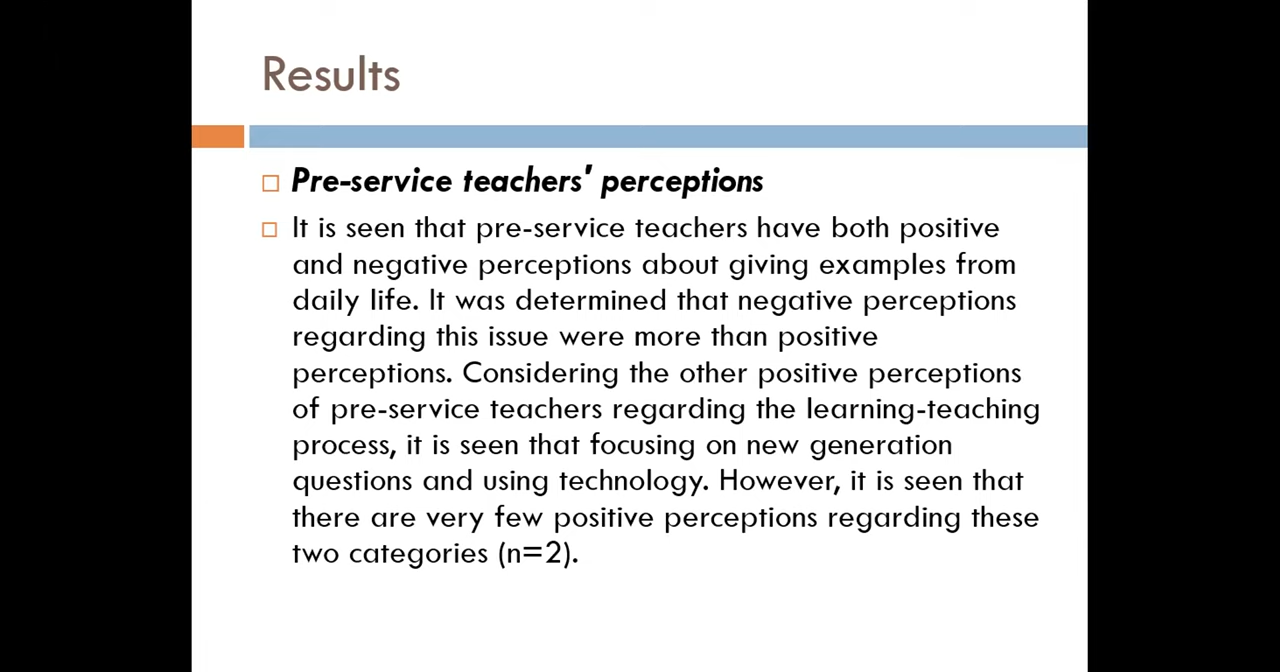 Results
Pre-service teachers' perceptions
It is seen that pre-service teachers have both positive
and negative perceptions about giving examples from
daily life. It was determined that negative perceptions
regarding this issue were more than positive
perceptions. Considering the other positive perceptions
of pre-service teachers regarding the learning-teaching
process, it is seen that focusing on new generation
questions and using technology. However, it is seen that
there are very few positive perceptions regarding these
two categories (n=2).